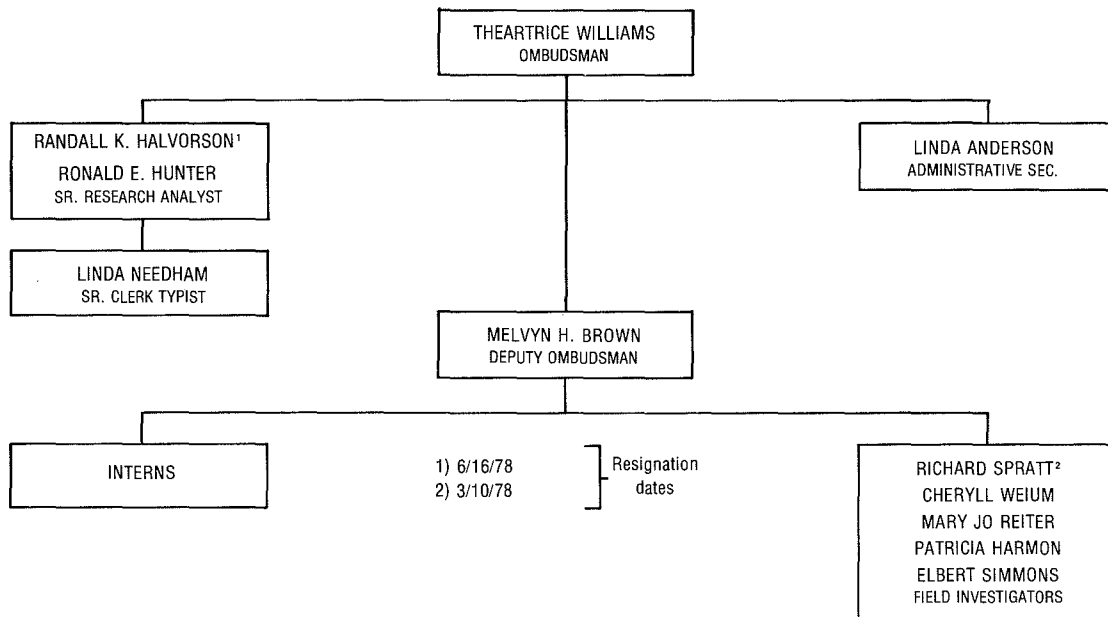 THEARTRICE WILLIAMS
OMBUDSMAN
RANDALL K. HALVORSON¹
RONALD E. HUNTER
SR. RESEARCH ANALYST
LINDA ANDERSON
ADMINISTRATIVE SEC.
LINDA NEEDHAM
SR. CLERK TYPIST
MELVYN H. BROWN
DEPUTY OMBUDSMAN
INTERNS
1) 6/16/78
2) 3/10/78
Resignation
dates
RICHARD SPRATT²
CHERYLL WEIUM
MARY JO REITER
PATRICIA HARMON
ELBERT SIMMONS
FIELD INVESTIGATORS